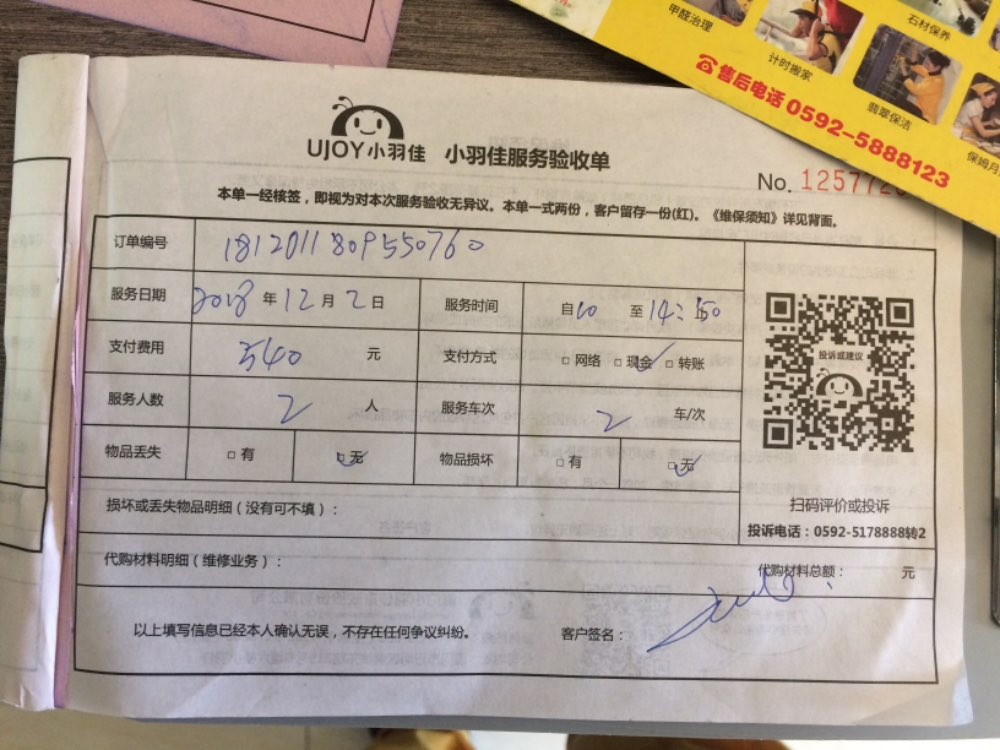 甲醛治理
石材保养
计时搬家
翡翠保洁
售后电话 0592-5888123
UJOY小羽佳 小羽佳服务验收单
No. 125772
本单一经核签，即视为对本次服务验收无异议。本单一式两份，客户留存一份(红)。《维保须知》详见背面。
订单编号 1812011809550760
服务日期 2018 年 12 月 2 日 服务时间 自 10 至 14:50
支付费用 540 元 支付方式 □ 网络 □ 现金 □ 转账
服务人数 2 人 服务车次 2 车/次
物品丢失 □ 有 □ 无 物品损坏 □ 有 □ 无
投诉或建议
扫码评价或投诉
投诉电话：0592-5178888转2
损坏或丢失物品明细（没有可不填）：
代购材料明细（维修业务）：
代购材料总额： 元
以上填写信息已经本人确认无误，不存在任何争议纠纷。 客户签名：